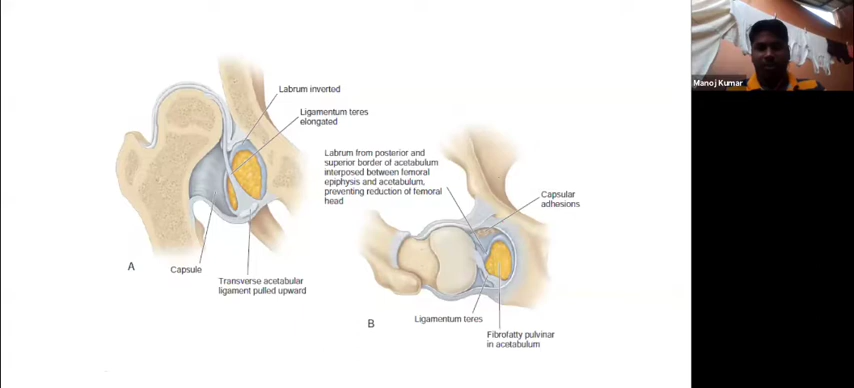 Labrum inverted
Ligamentum teres
elongated
Labrum from posterior and
superior border of acetabulum
interposed between femoral
epiphysis and acetabulum,
preventing reduction of femoral
head
Capsular
adhesions
A
Capsule
Transverse acetabular
ligament pulled upward
B
Ligamentum teres
Fibrofatty pulvinar
in acetabulum
Manoj Kumar